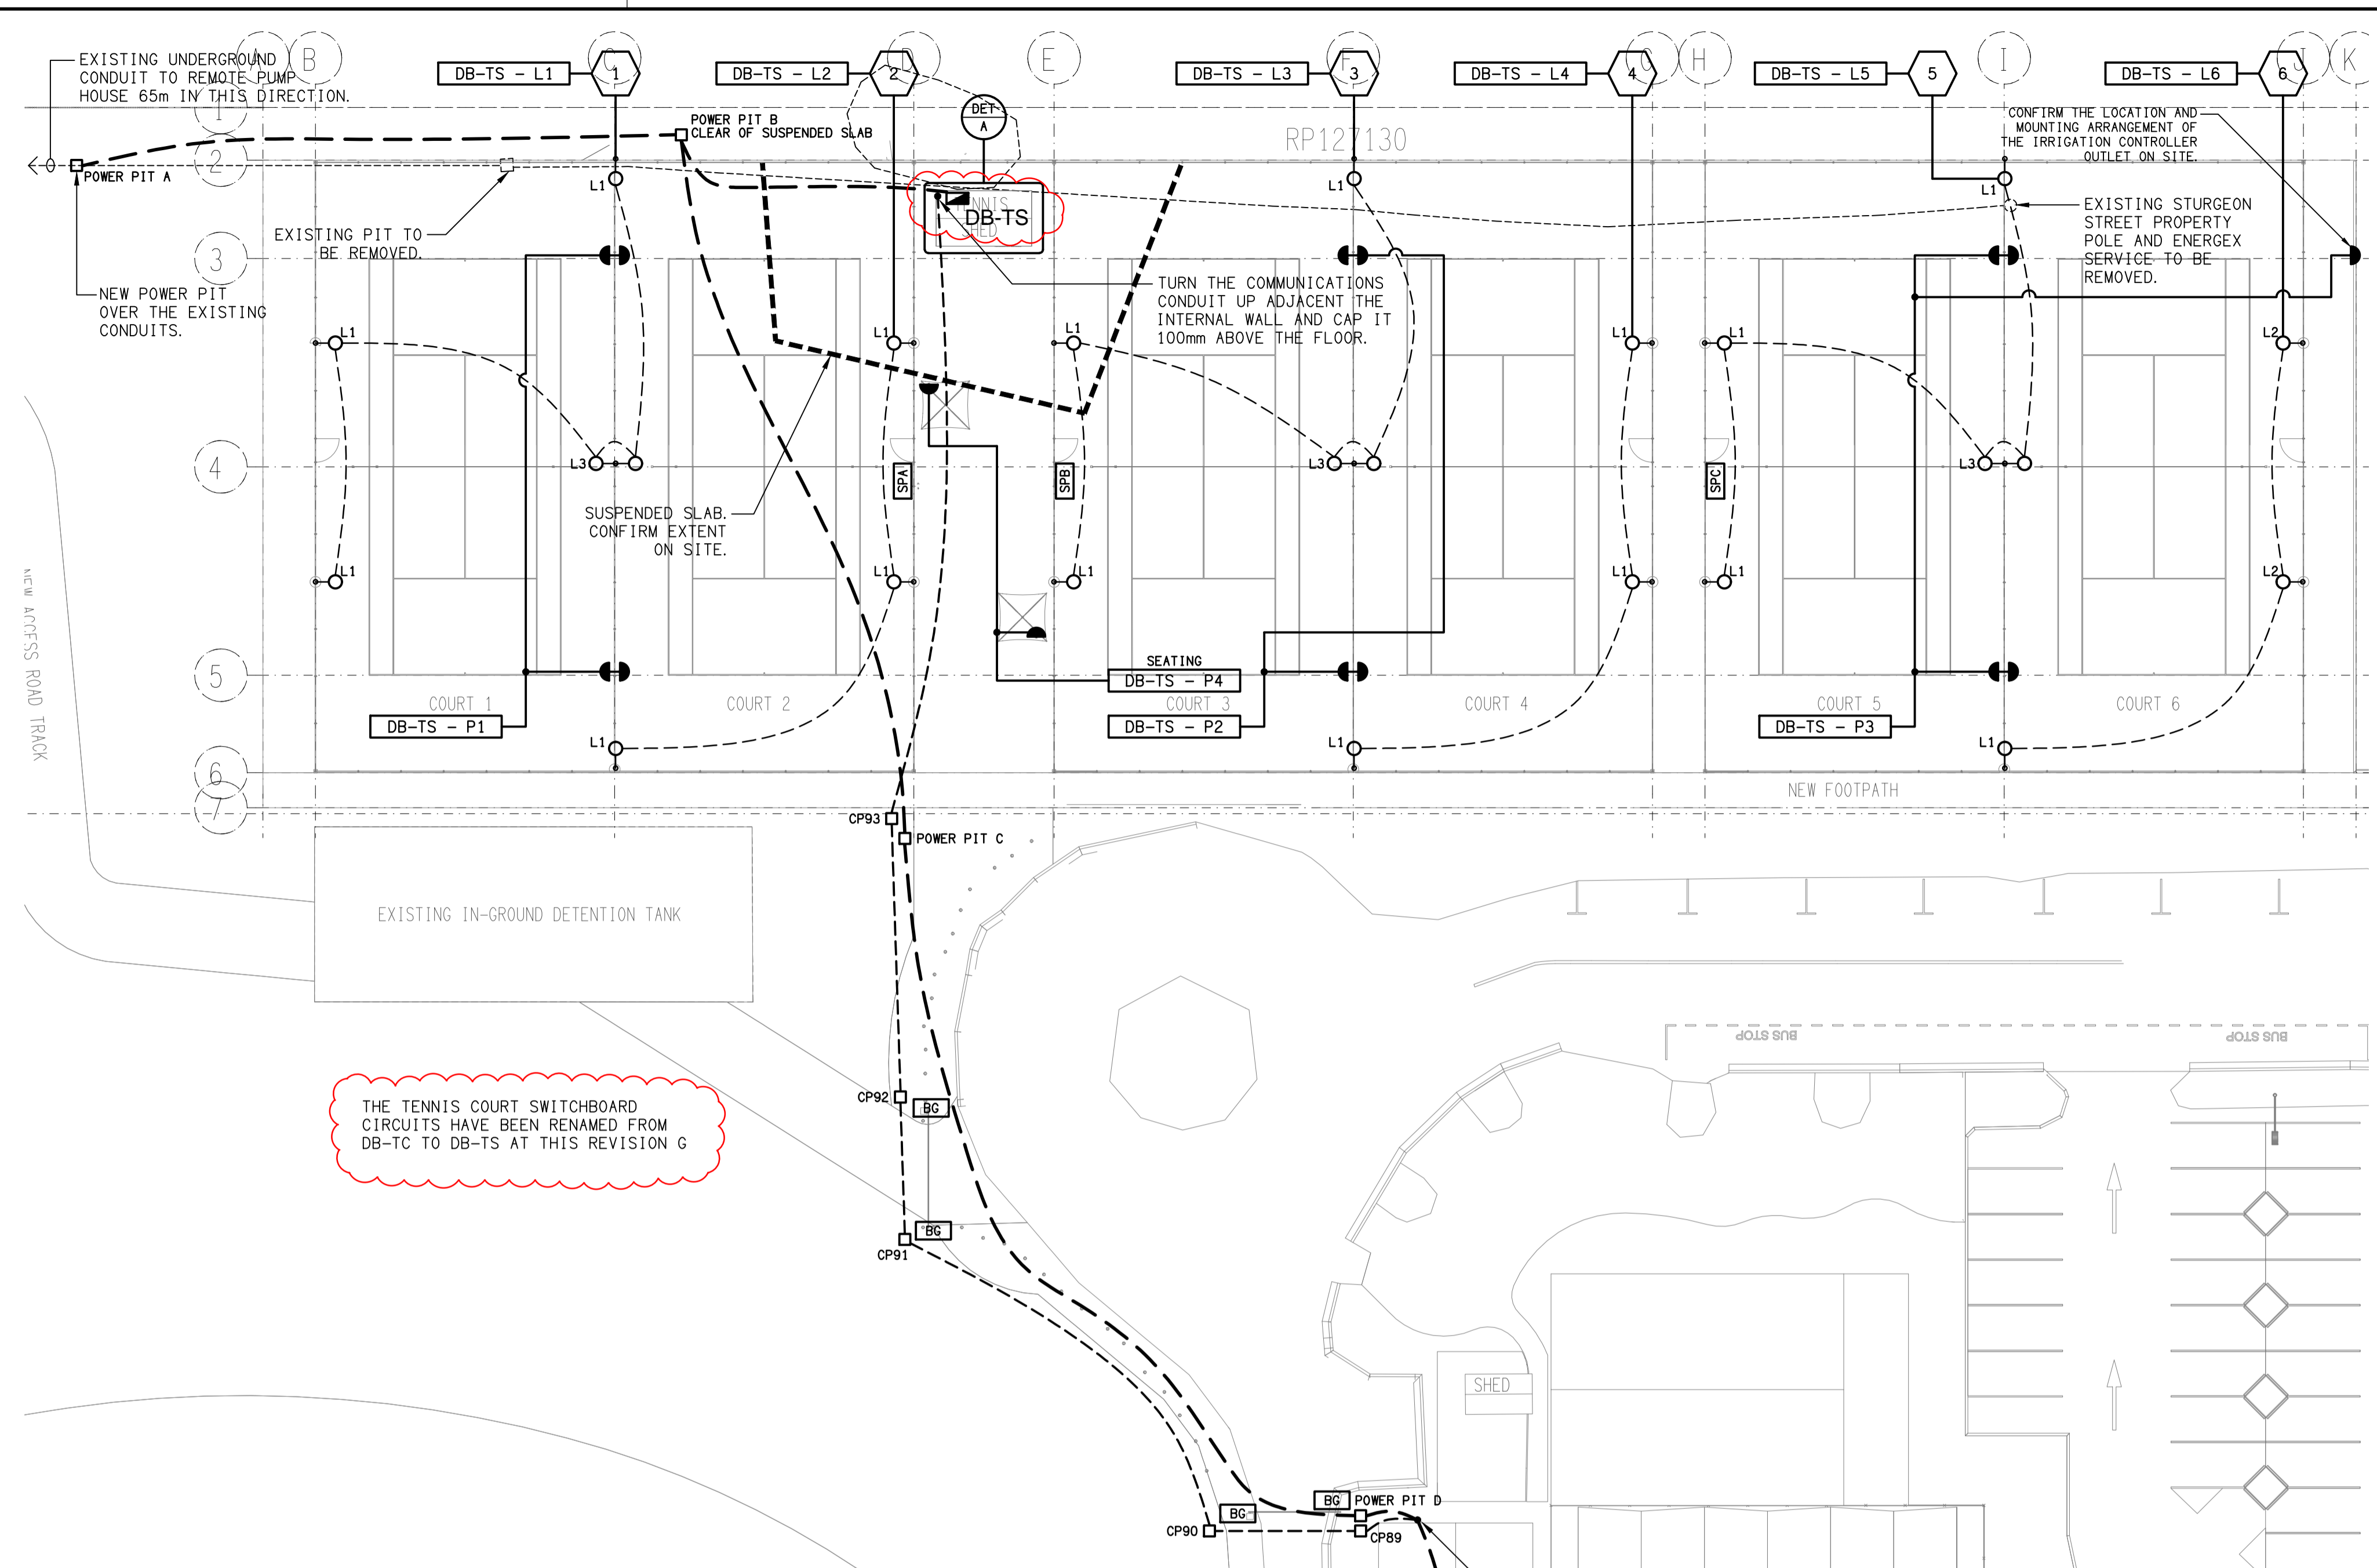 EXISTING UNDERGROUND
CONDUIT TO REMOTE PUMP
HOUSE 65m IN THIS DIRECTION.
A
B
C
D
E
F
G
H
I
J
K
DB-TS - L1
1
DB-TS - L2
2
DB-TS - L3
3
DB-TS - L4
4
DB-TS - L5
5
DB-TS - L6
6
DET
A
1
2
3
4
5
6
7
POWER PIT B
CLEAR OF SUSPENDED SLAB
RP127130
CONFIRM THE LOCATION AND
MOUNTING ARRANGEMENT OF
THE IRRIGATION CONTROLLER
OUTLET ON SITE.
POWER PIT A
L1
L1
L1
TENNIS
SHED
DB-TS
EXISTING PIT TO
BE REMOVED.
EXISTING STURGEON
STREET PROPERTY
POLE AND ENERGEX
SERVICE TO BE
REMOVED.
NEW POWER PIT
OVER THE EXISTING
CONDUITS.
TURN THE COMMUNICATIONS
CONDUIT UP ADJACENT THE
INTERNAL WALL AND CAP IT
100mm ABOVE THE FLOOR.
L1
L1
L1
L1
L1
L2
L3
L3
L3
SPA
SPB
SPC
SUSPENDED SLAB.
CONFIRM EXTENT
ON SITE.
L1
L1
L1
L1
L1
L2
NEW ACCESS ROAD TRACK
SEATING
DB-TS - P4
COURT 1
COURT 2
COURT 3
COURT 4
COURT 5
COURT 6
DB-TS - P1
DB-TS - P2
DB-TS - P3
L1
L1
L1
NEW FOOTPATH
CP93
POWER PIT C
EXISTING IN-GROUND DETENTION TANK
BUS STOP
BUS STOP
CP92
BG
THE TENNIS COURT SWITCHBOARD
CIRCUITS HAVE BEEN RENAMED FROM
DB-TC TO DB-TS AT THIS REVISION G
BG
CP91
SHED
BG
BG
POWER PIT D
CP90
CP89